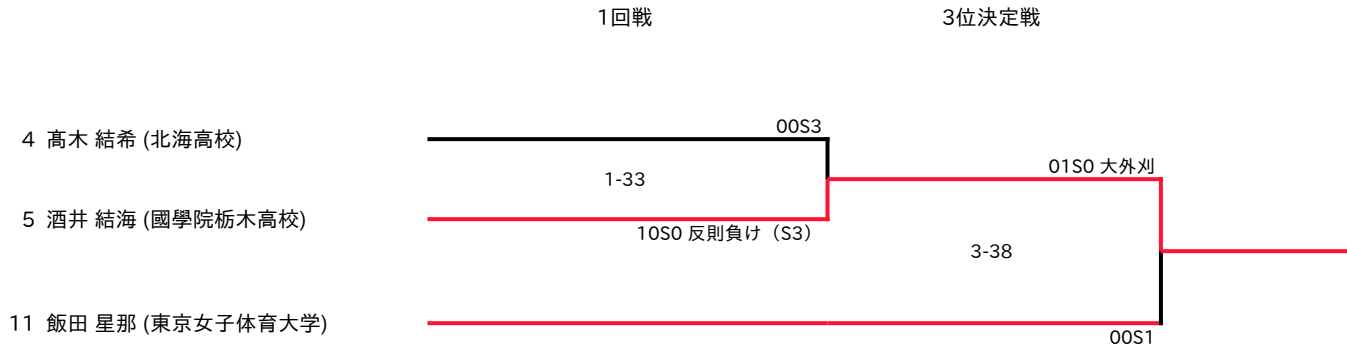 1回戦
3位決定戦
00S3
4 髙木 結希 (北海高校)
01S0 大外刈
1-33
5 酒井 結海 (國學院栃木高校)
10S0 反則負け（S3）
3-38
11 飯田 星那 (東京女子体育大学)
00S1